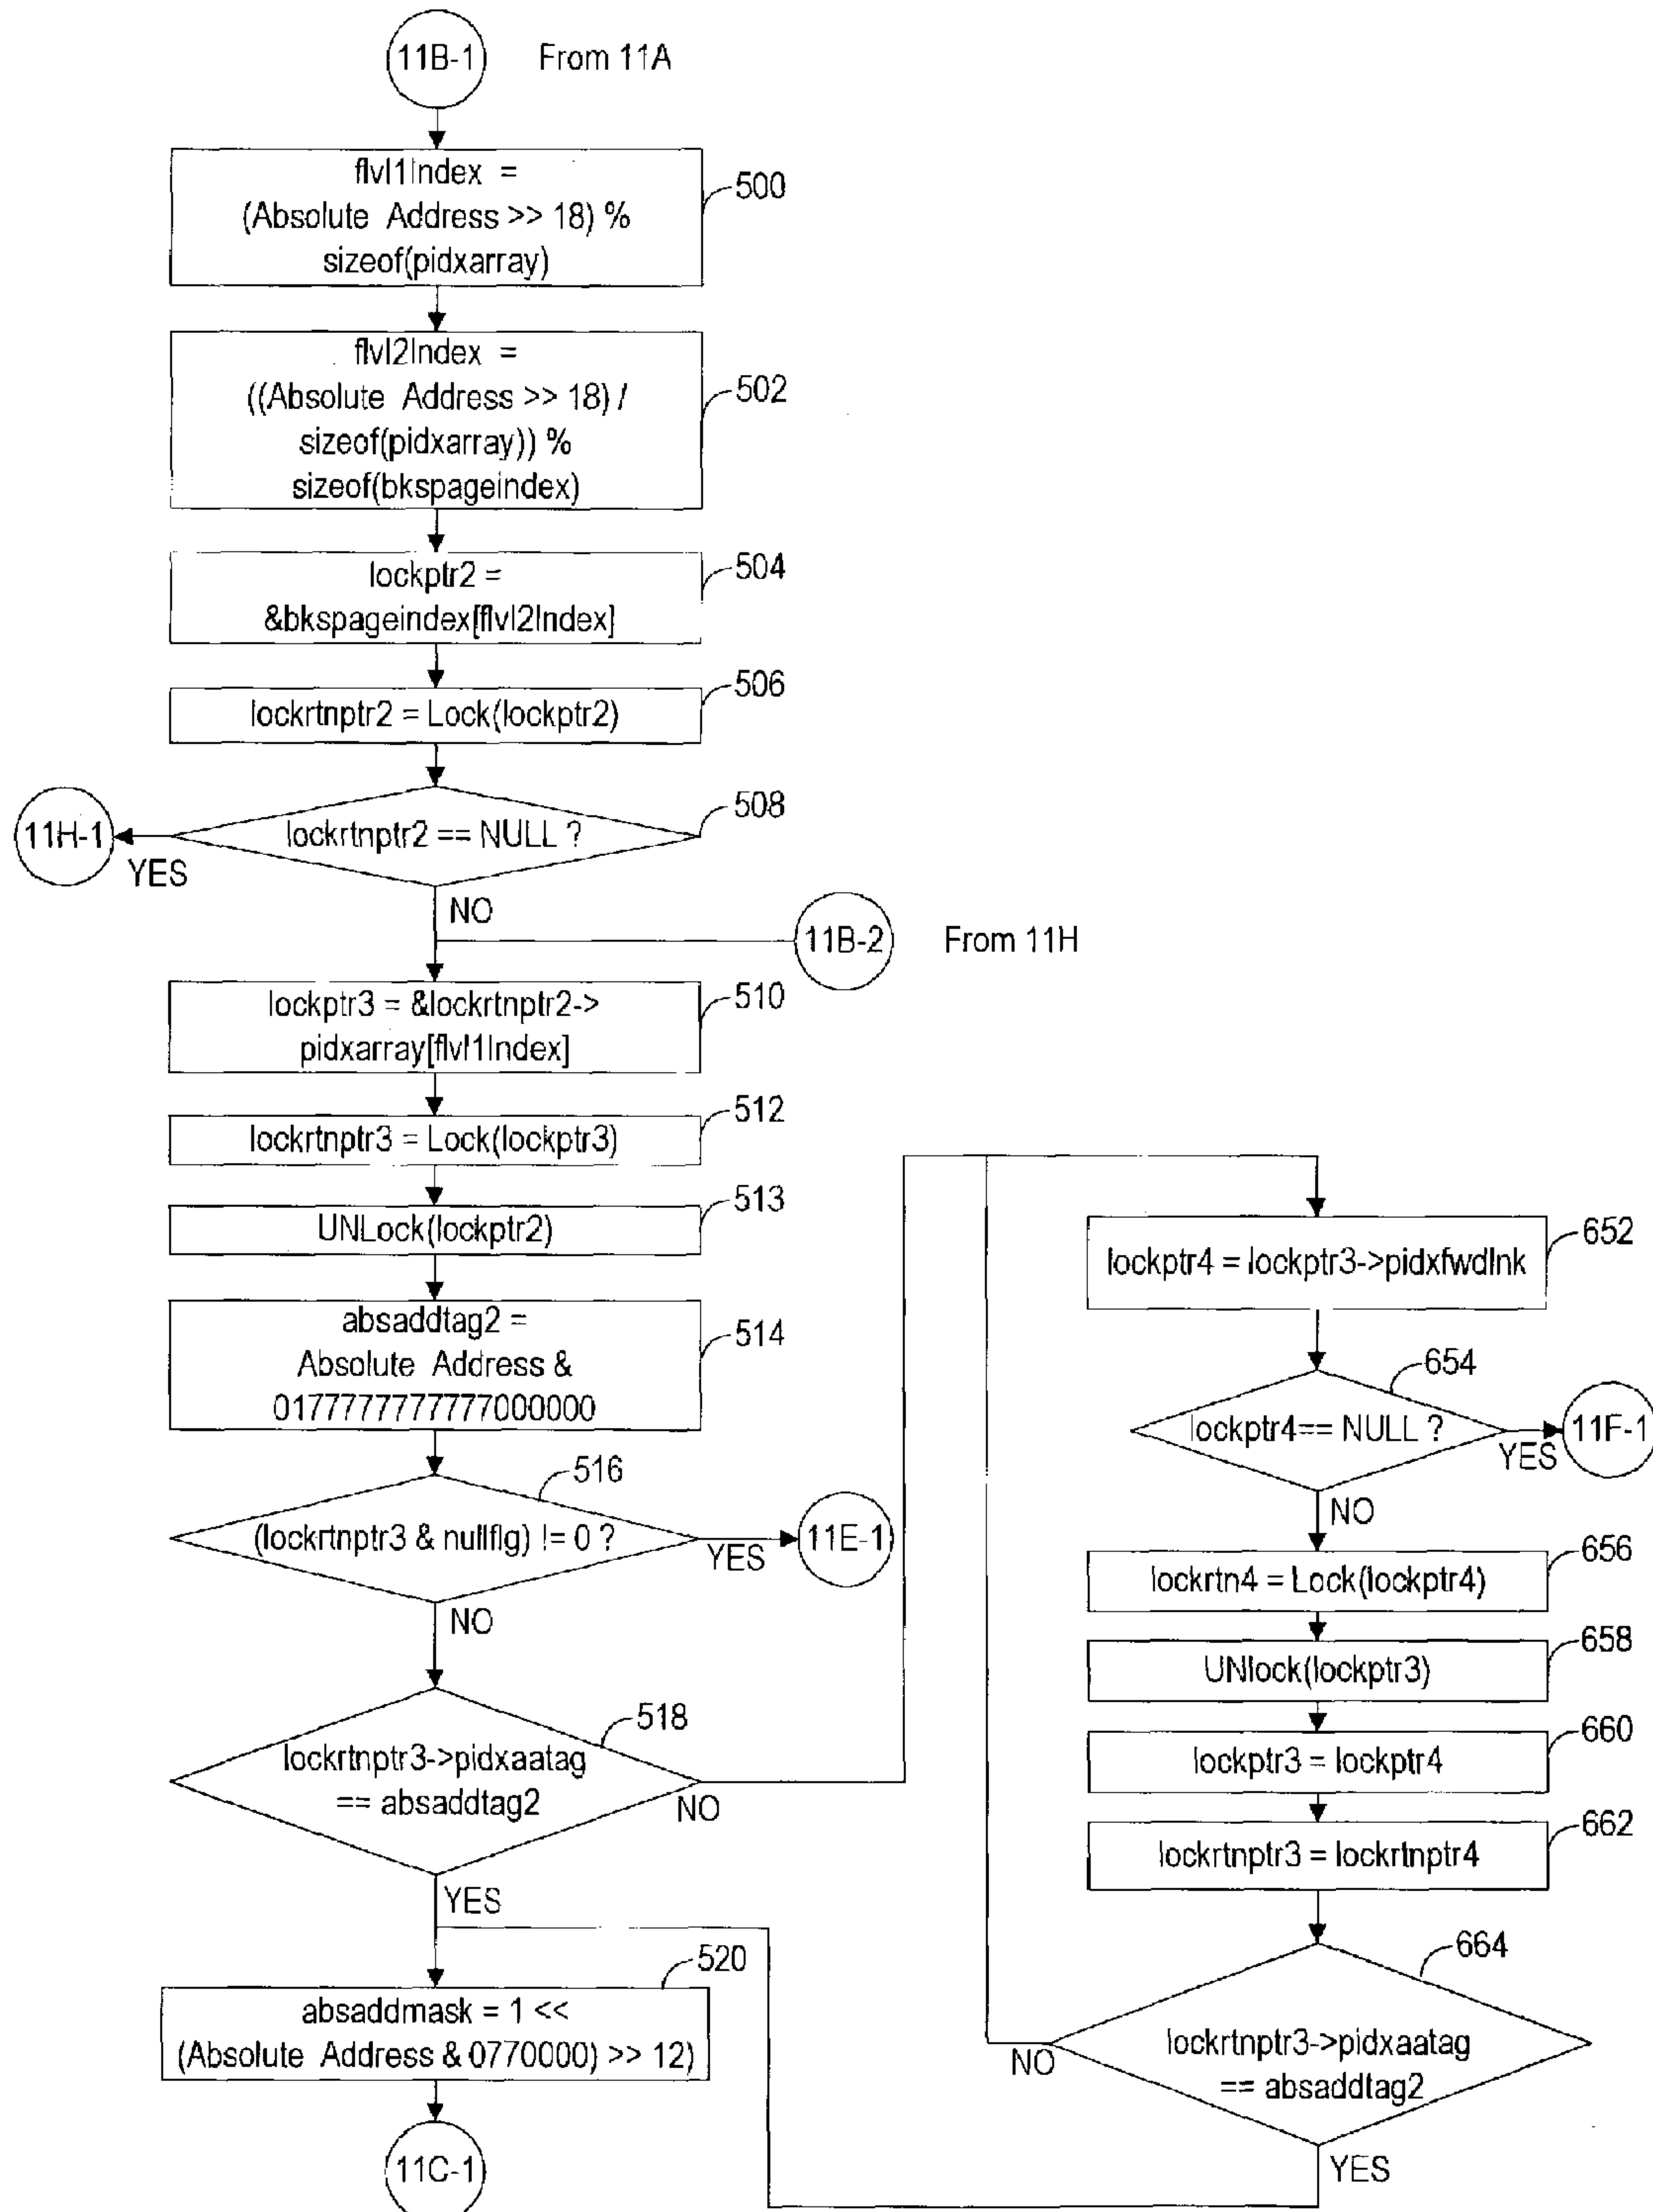 11B-1 From 11A
flvl1Index =
(Absolute Address >> 18) %
sizeof(pidxarray)
500
flvl2Index =
((Absolute Address >> 18) /
sizeof(pidxarray)) %
sizeof(bkspageindex)
502
lockptr2 =
&bkspageindex[flvl2Index]
504
lockrtnptr2 = Lock(lockptr2)
506
lockrtnptr2 == NULL ?
508
11H-1
YES
NO
11B-2 From 11H
lockptr3 = &lockrtnptr2->
pidxarray[flvl1Index]
510
lockrtnptr3 = Lock(lockptr3)
512
UNLock(lockptr2)
513
absaddtag2 =
Absolute Address &
0177777777777000000
514
(lockrtnptr3 & nullflg) != 0 ?
516
YES
11E-1
NO
lockrtnptr3->pidxaatag
== absaddtag2
518
NO
YES
absaddmask = 1 <<
(Absolute Address & 0770000) >> 12)
520
11C-1
lockptr4 = lockptr3->pidxfwdlnk
652
lockptr4== NULL ?
654
YES
11F-1
NO
lockrtn4 = Lock(lockptr4)
656
UNlock(lockptr3)
658
lockptr3 = lockptr4
660
lockrtnptr3 = lockrtnptr4
662
lockrtnptr3->pidxaatag
== absaddtag2
664
NO
YES